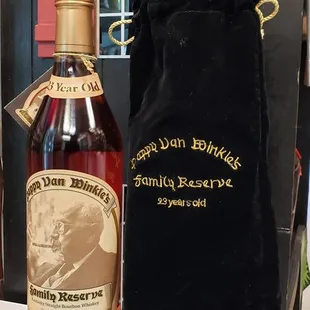 3 Year Old
Pappy Van Winkle's
Family Reserve
Straight Bourbon Whiskey
Pappy Van Winkle's
Family Reserve
23 years old